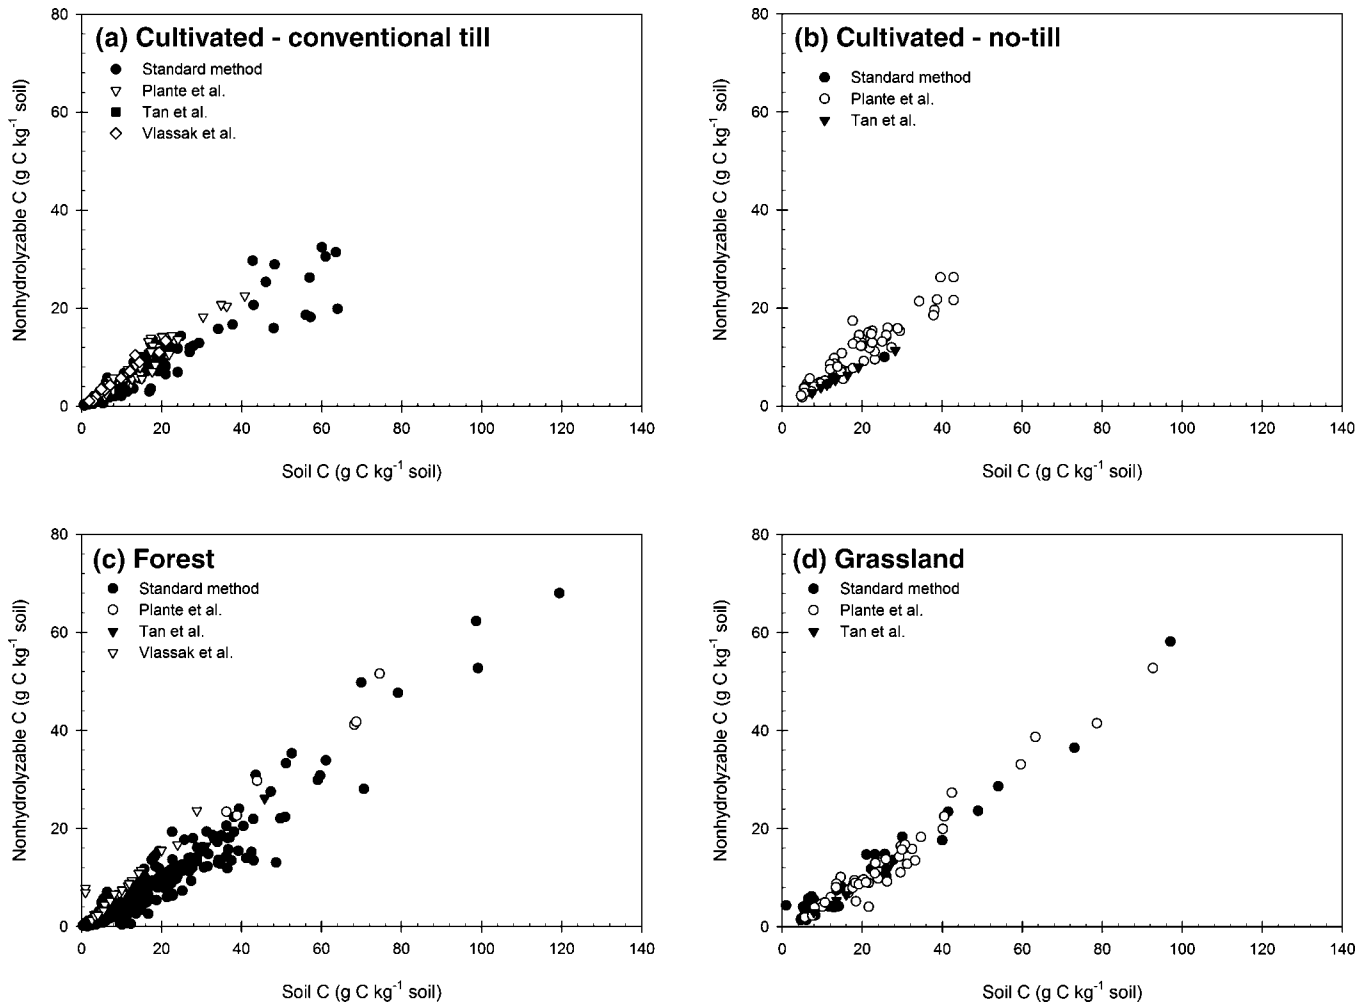 (a) Cultivated - conventional till
Standard method
Plante et al.
Tan et al.
Vlassak et al.
Nonhydrolyzable C (g C kg⁻¹ soil)
80
60
40
20
0
0 20 40 60 80 100 120 140
Soil C (g C kg⁻¹ soil)
(b) Cultivated - no-till
Standard method
Plante et al.
Tan et al.
Nonhydrolyzable C (g C kg⁻¹ soil)
80
60
40
20
0
0 20 40 60 80 100 120 140
Soil C (g C kg⁻¹ soil)
(c) Forest
Standard method
Plante et al.
Tan et al.
Vlassak et al.
Nonhydrolyzable C (g C kg⁻¹ soil)
80
60
40
20
0
0 20 40 60 80 100 120 140
Soil C (g C kg⁻¹ soil)
(d) Grassland
Standard method
Plante et al.
Tan et al.
Nonhydrolyzable C (g C kg⁻¹ soil)
80
60
40
20
0
0 20 40 60 80 100 120 140
Soil C (g C kg⁻¹ soil)